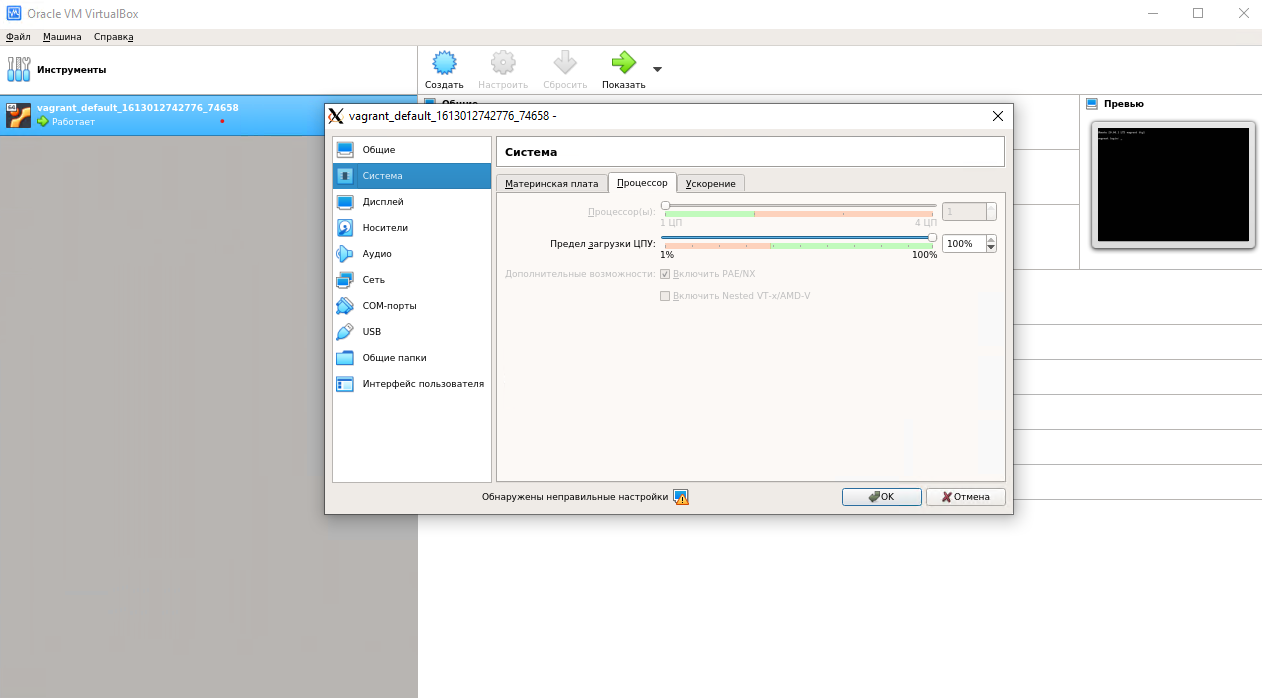 Oracle VM VirtualBox
Файл Машина Справка
Инструменты
Создать Настроить Сбросить Показать
vagrant_default_1613012742776_74658
Работает
64
Общие
Превью
vagrant_default_1613012742776_74658 -
Общие
Система
Дисплей
Носители
Аудио
Сеть
COM-порты
USB
Общие папки
Интерфейс пользователя
Система
Материнская плата Процессор Ускорение
Процессор(ы): 1
1 ЦП 4 ЦП
Предел загрузки ЦПУ: 100%
1% 100%
Дополнительные возможности: Включить PAE/NX
Включить Nested VT-x/AMD-V
Обнаружены неправильные настройки
OK Отмена